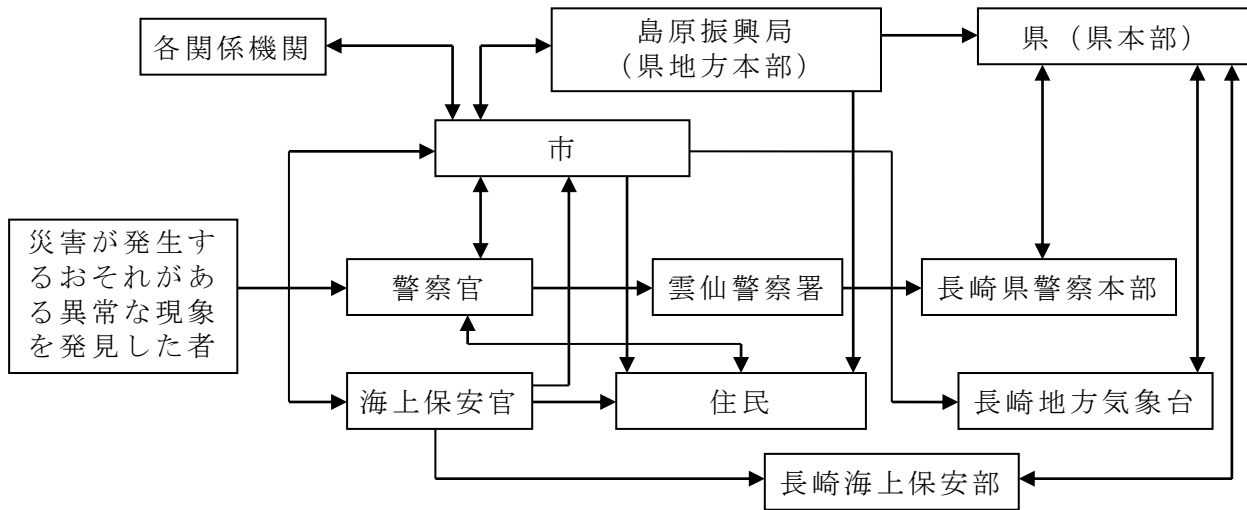 各関係機関
島原振興局
（県地方本部）
県（県本部）
市
災害が発生す
るおそれがあ
る異常な現象
を発見した者
警察官
雲仙警察署
長崎県警察本部
海上保安官
住民
長崎地方気象台
長崎海上保安部